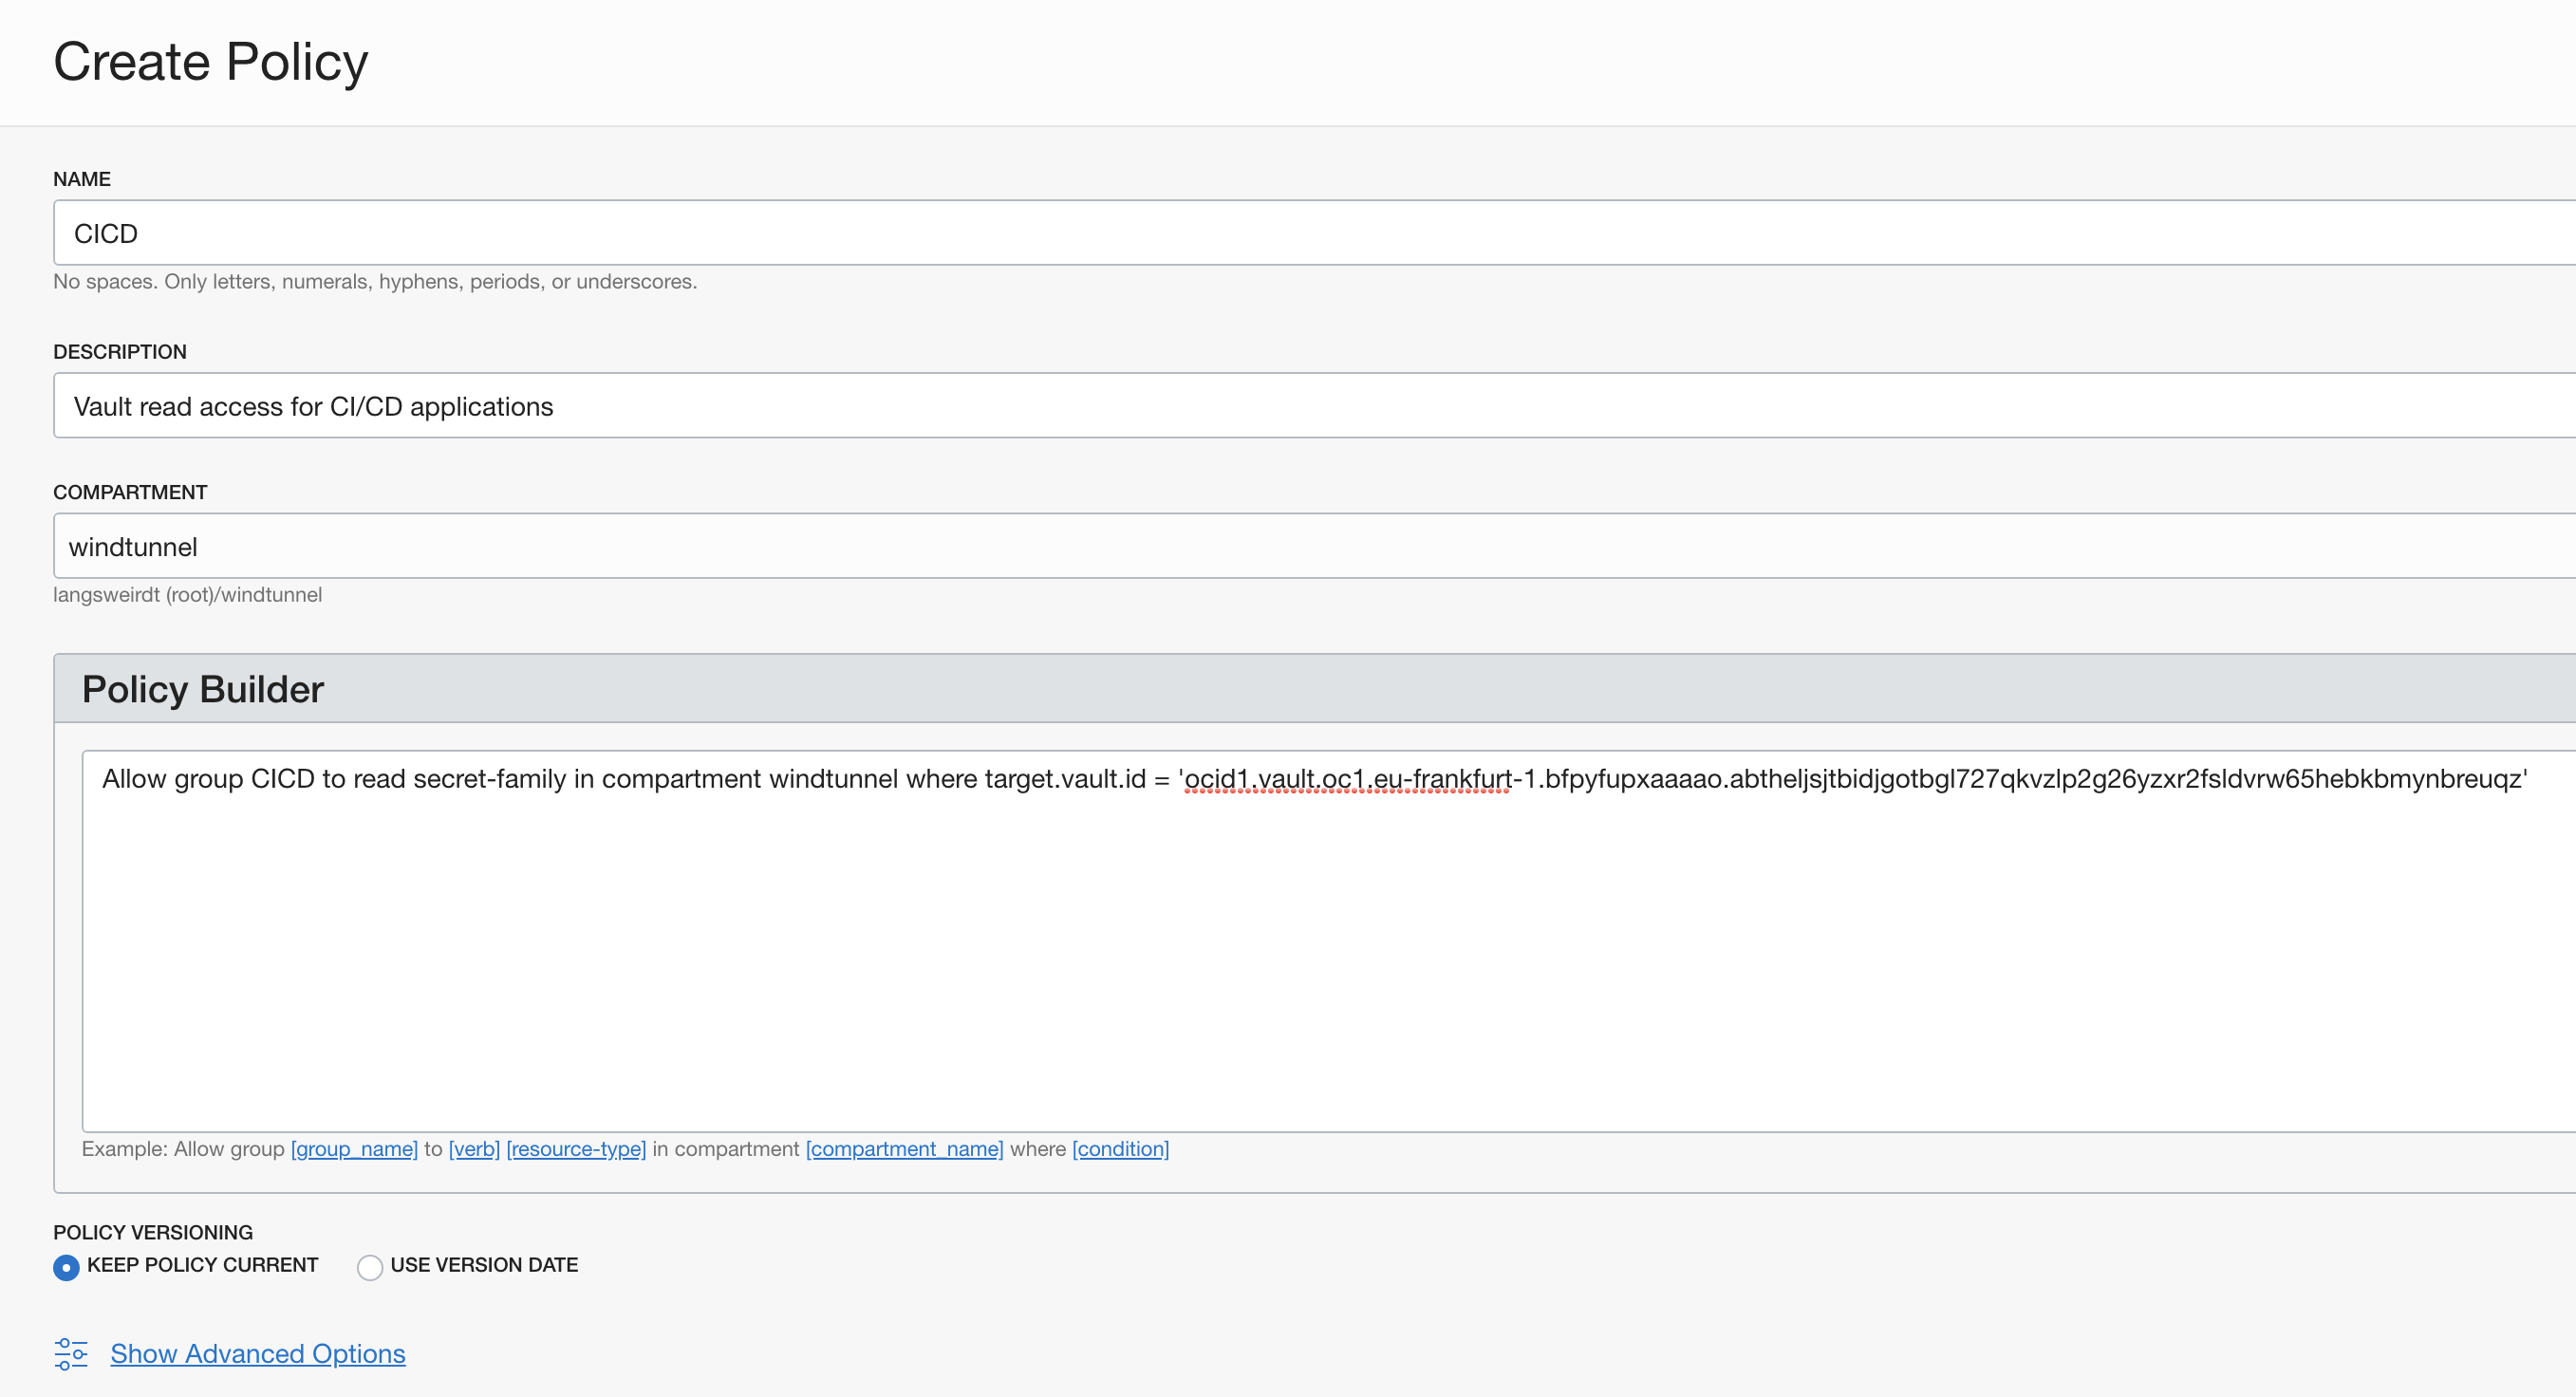 Create Policy
NAME
CICD
No spaces. Only letters, numerals, hyphens, periods, or underscores.
DESCRIPTION
Vault read access for CI/CD applications
COMPARTMENT
windtunnel
langsweirdt (root)/windtunnel
Policy Builder
Allow group CICD to read secret-family in compartment windtunnel where target.vault.id = 'ocid1.vault.oc1.eu-frankfurt-1.bfpyfupxaaaao.abtheljsjtbidjgotbgl727qkvzlp2g26yzxr2fsldvrw65hebkbmynbreuqz'
Example: Allow group [group_name] to [verb] [resource-type] in compartment [compartment_name] where [condition]
POLICY VERSIONING
KEEP POLICY CURRENT USE VERSION DATE
Show Advanced Options